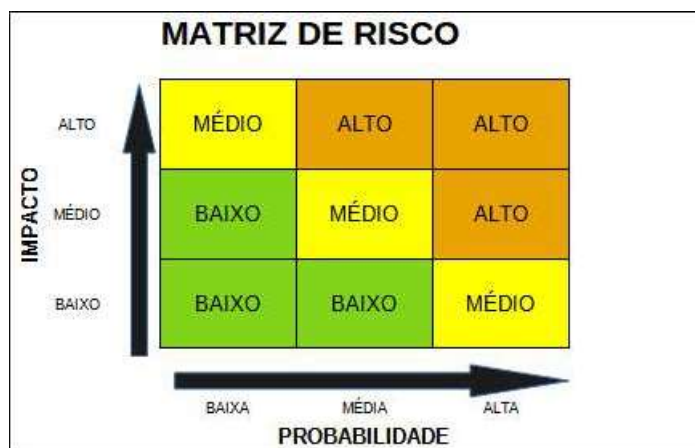 MATRIZ DE RISCO
ALTO MÉDIO ALTO ALTO
IMPACTO
MÉDIO BAIXO MÉDIO ALTO
BAIXO BAIXO BAIXO MÉDIO
BAIXA MÉDIA ALTA
PROBABILIDADE